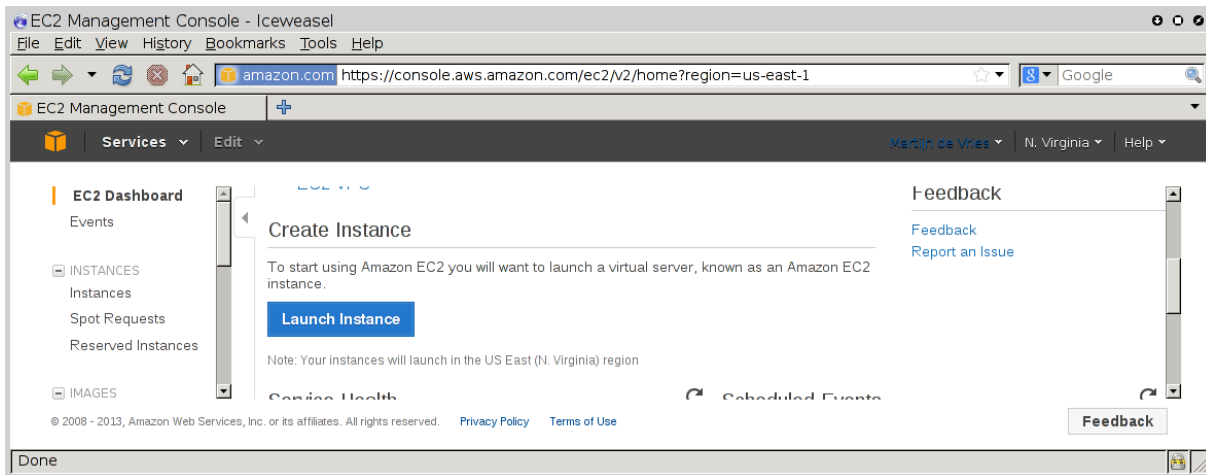 EC2 Management Console - Iceweasel
File Edit View History Bookmarks Tools Help
amazon.com https://console.aws.amazon.com/ec2/v2/home?region=us-east-1
8 Google
EC2 Management Console
Services Edit Martijn de Vries N. Virginia Help
EC2 Dashboard
Events
INSTANCES
Instances
Spot Requests
Reserved Instances
IMAGES
Create Instance
To start using Amazon EC2 you will want to launch a virtual server, known as an Amazon EC2
instance.
Launch Instance
Note: Your instances will launch in the US East (N. Virginia) region
Service Health
Scheduled Events
Feedback
Feedback
Report an Issue
© 2008 - 2013, Amazon Web Services, Inc. or its affiliates. All rights reserved. Privacy Policy Terms of Use
Feedback
Done